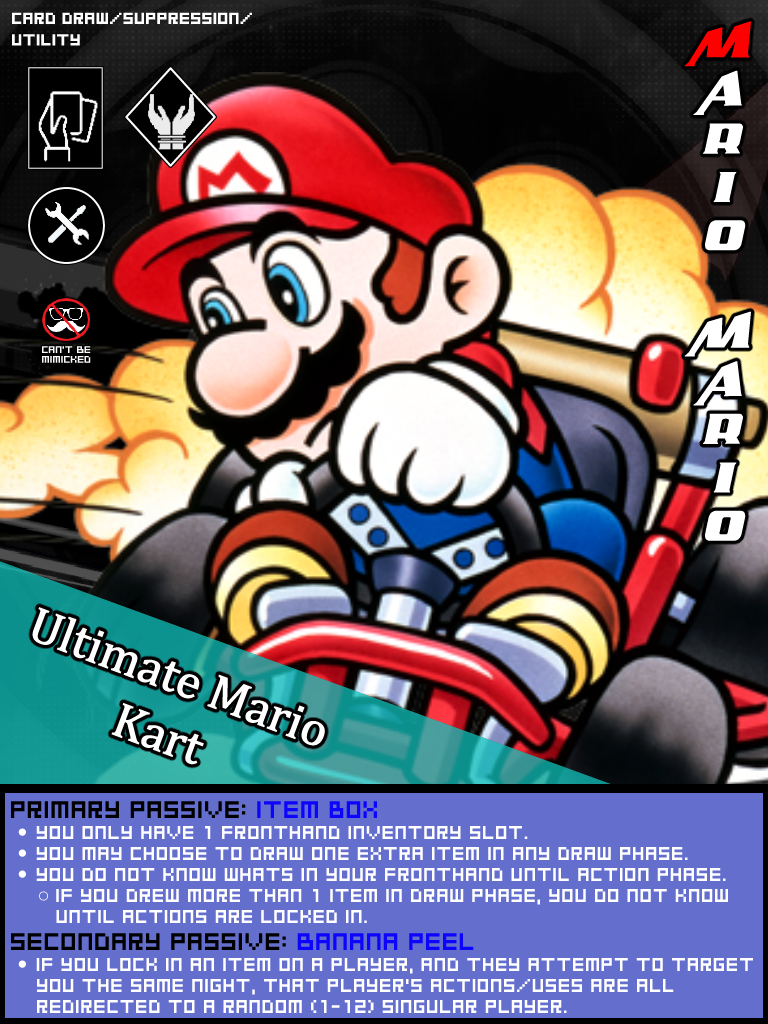 CARD DRAW/SUPPRESSION/
UTILITY
MARIO
MARIO
M
CAN'T BE
MIMICKED
Ultimate Mario
Kart
PRIMARY PASSIVE: ITEM BOX
• YOU ONLY HAVE 1 FRONTHAND INVENTORY SLOT.
• YOU MAY CHOOSE TO DRAW ONE EXTRA ITEM IN ANY DRAW PHASE.
• YOU DO NOT KNOW WHATS IN YOUR FRONTHAND UNTIL ACTION PHASE.
○ IF YOU DREW MORE THAN 1 ITEM IN DRAW PHASE, YOU DO NOT KNOW
UNTIL ACTIONS ARE LOCKED IN.
SECONDARY PASSIVE: BANANA PEEL
• IF YOU LOCK IN AN ITEM ON A PLAYER, AND THEY ATTEMPT TO TARGET
YOU THE SAME NIGHT, THAT PLAYER'S ACTIONS/USES ARE ALL
REDIRECTED TO A RANDOM (1-12) SINGULAR PLAYER.